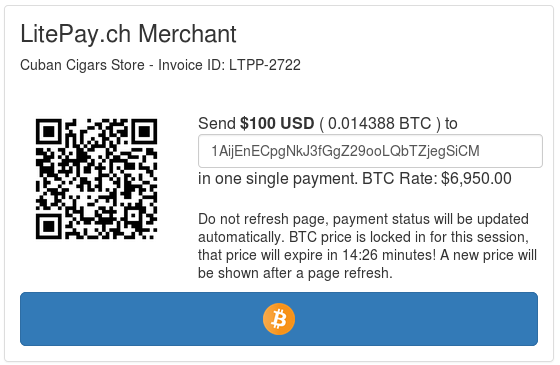 LitePay.ch Merchant
Cuban Cigars Store - Invoice ID: LTPP-2722
Send $100 USD ( 0.014388 BTC ) to
1AijEnECpgNkJ3fGgZ29ooLQbTZjegSiCM
in one single payment. BTC Rate: $6,950.00
Do not refresh page, payment status will be updated
automatically. BTC price is locked in for this session,
that price will expire in 14:26 minutes! A new price will
be shown after a page refresh.